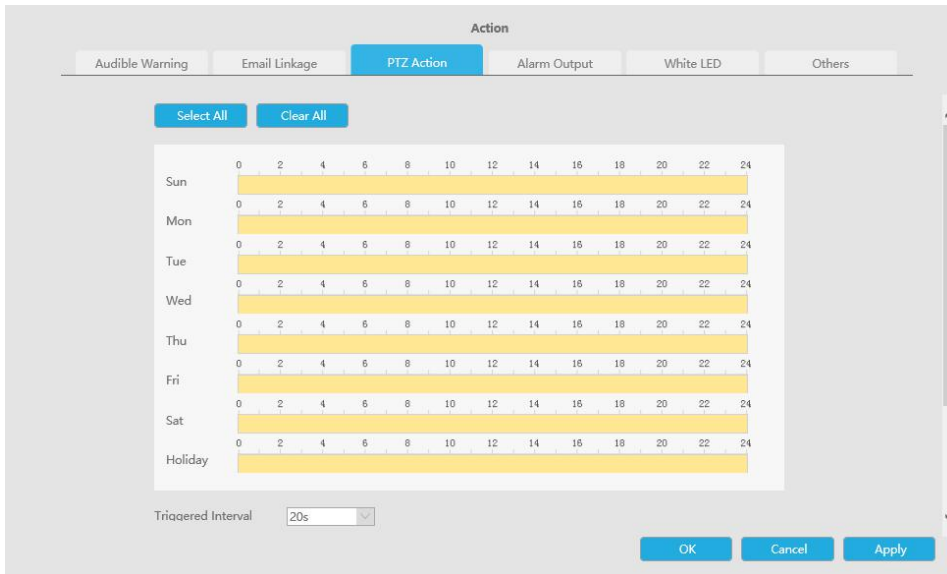 Action
Audible Warning Email Linkage PTZ Action Alarm Output White LED Others
Select All Clear All
0 2 4 6 8 10 12 14 16 18 20 22 24
Sun
0 2 4 6 8 10 12 14 16 18 20 22 24
Mon
0 2 4 6 8 10 12 14 16 18 20 22 24
Tue
0 2 4 6 8 10 12 14 16 18 20 22 24
Wed
0 2 4 6 8 10 12 14 16 18 20 22 24
Thu
0 2 4 6 8 10 12 14 16 18 20 22 24
Fri
0 2 4 6 8 10 12 14 16 18 20 22 24
Sat
0 2 4 6 8 10 12 14 16 18 20 22 24
Holiday
Triggered Interval 20s
OK Cancel Apply